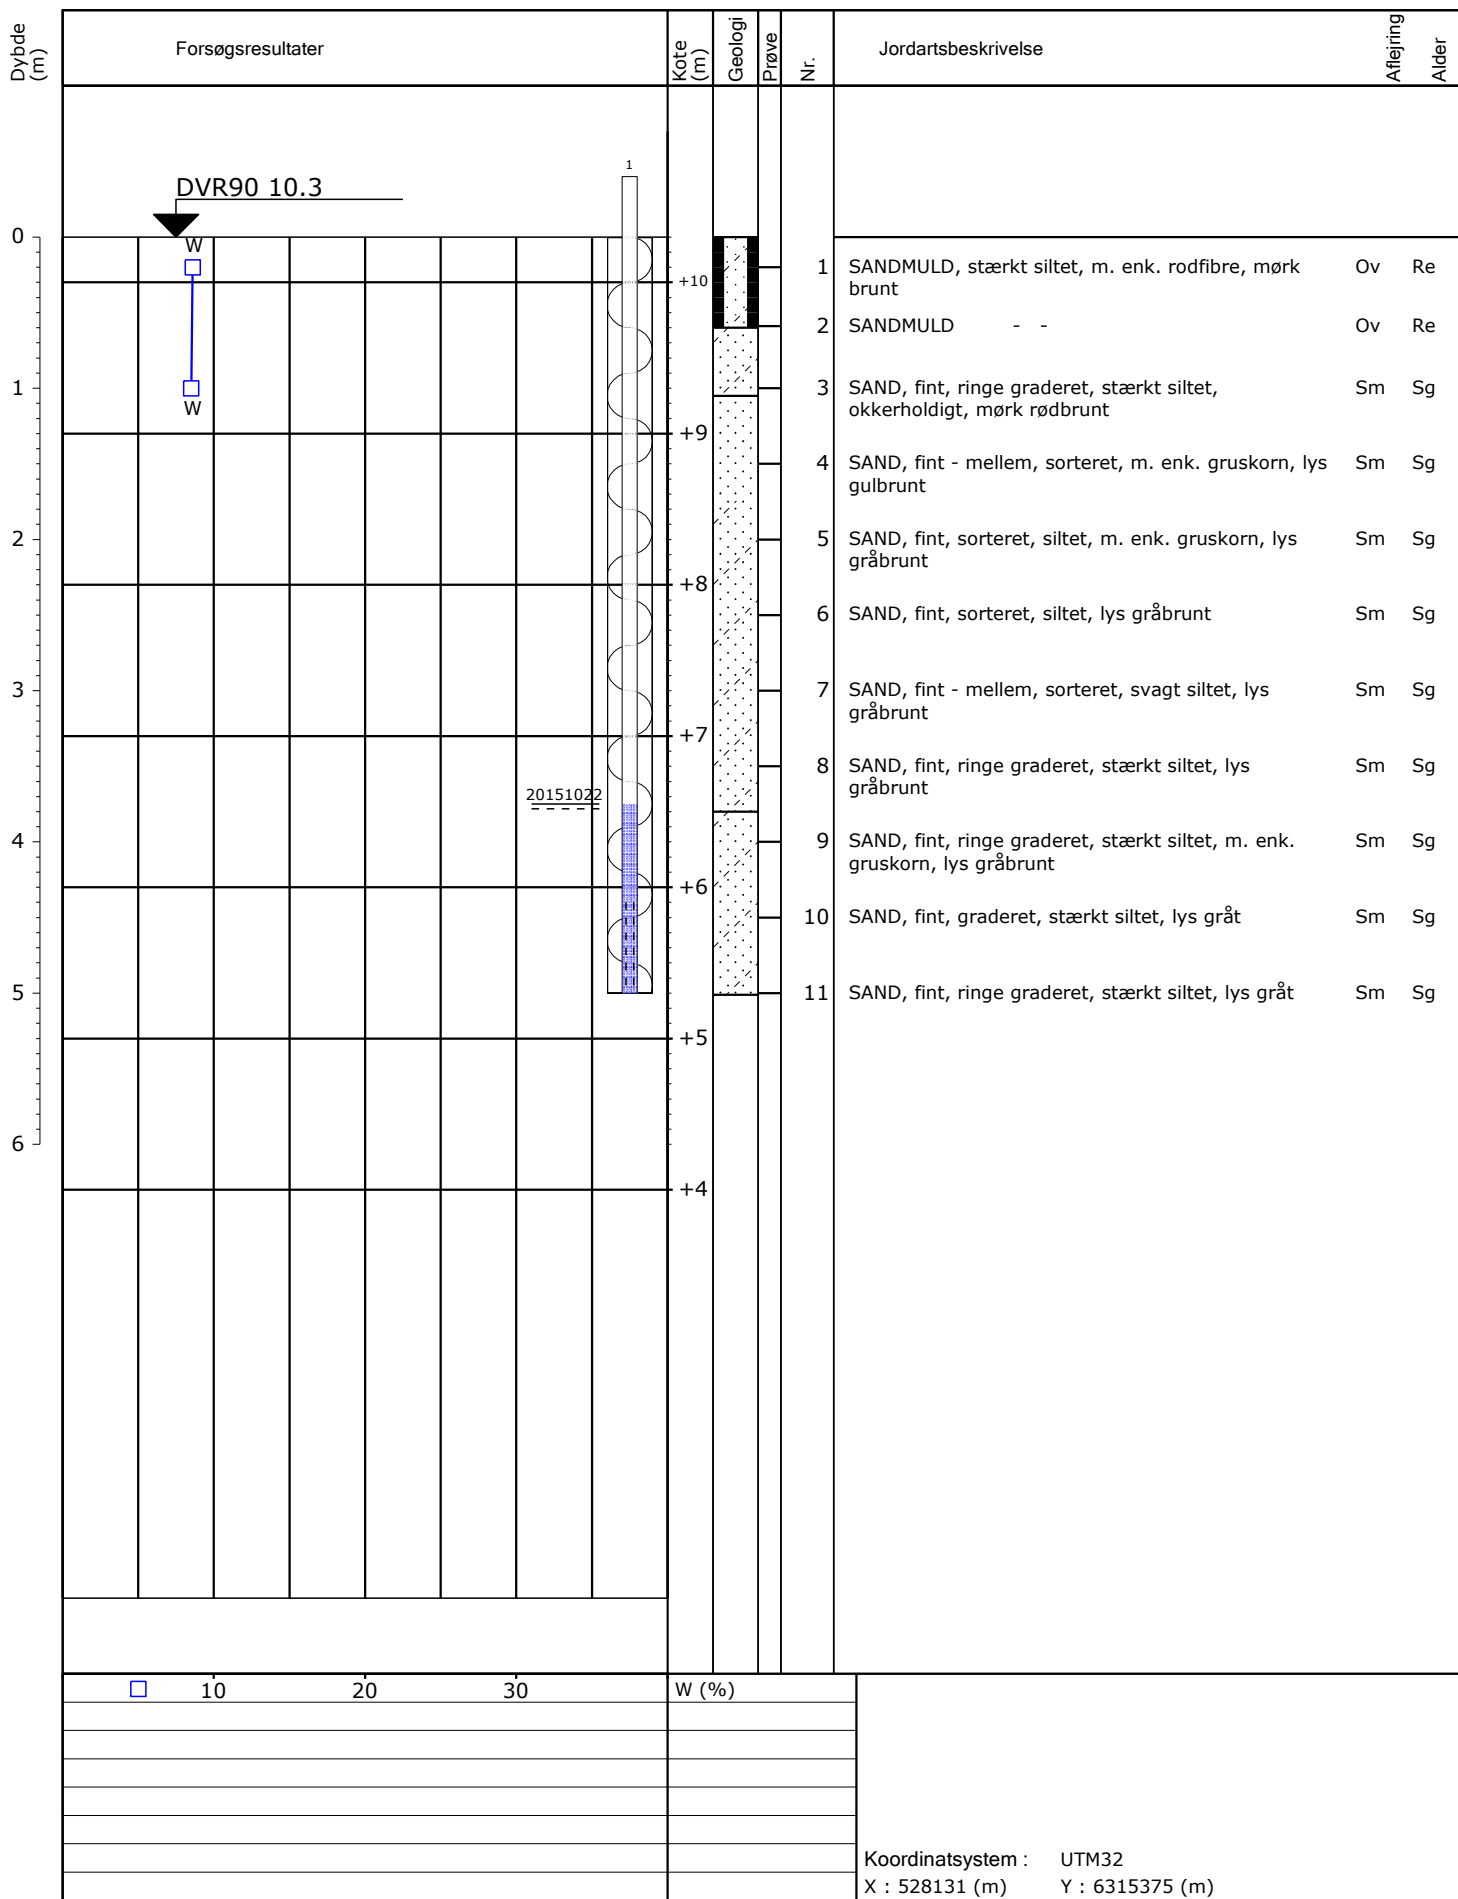 Dybde (m)
Forsøgsresultater
Kote (m)
Geologi
Prøve
Nr.
Jordartsbeskrivelse
Aflejring
Alder
1
DVR90 10.3
0
W
+10
1 SANDMULD, stærkt siltet, m. enk. rodfibre, mørk Ov Re
brunt
2 SANDMULD - - Ov Re
1
W
3 SAND, fint, ringe graderet, stærkt siltet, Sm Sg
okkerholdigt, mørk rødbrunt
+9
4 SAND, fint - mellem, sorteret, m. enk. gruskorn, lys Sm Sg
gulbrunt
2
5 SAND, fint, sorteret, siltet, m. enk. gruskorn, lys Sm Sg
gråbrunt
+8
6 SAND, fint, sorteret, siltet, lys gråbrunt Sm Sg
3
7 SAND, fint - mellem, sorteret, svagt siltet, lys Sm Sg
gråbrunt
+7
8 SAND, fint, ringe graderet, stærkt siltet, lys Sm Sg
gråbrunt
20151022
4
9 SAND, fint, ringe graderet, stærkt siltet, m. enk. Sm Sg
gruskorn, lys gråbrunt
+6
10 SAND, fint, graderet, stærkt siltet, lys gråt Sm Sg
5
11 SAND, fint, ringe graderet, stærkt siltet, lys gråt Sm Sg
+5
6
+4
10 20 30 W (%)
Koordinatsystem : UTM32
X : 528131 (m) Y : 6315375 (m)